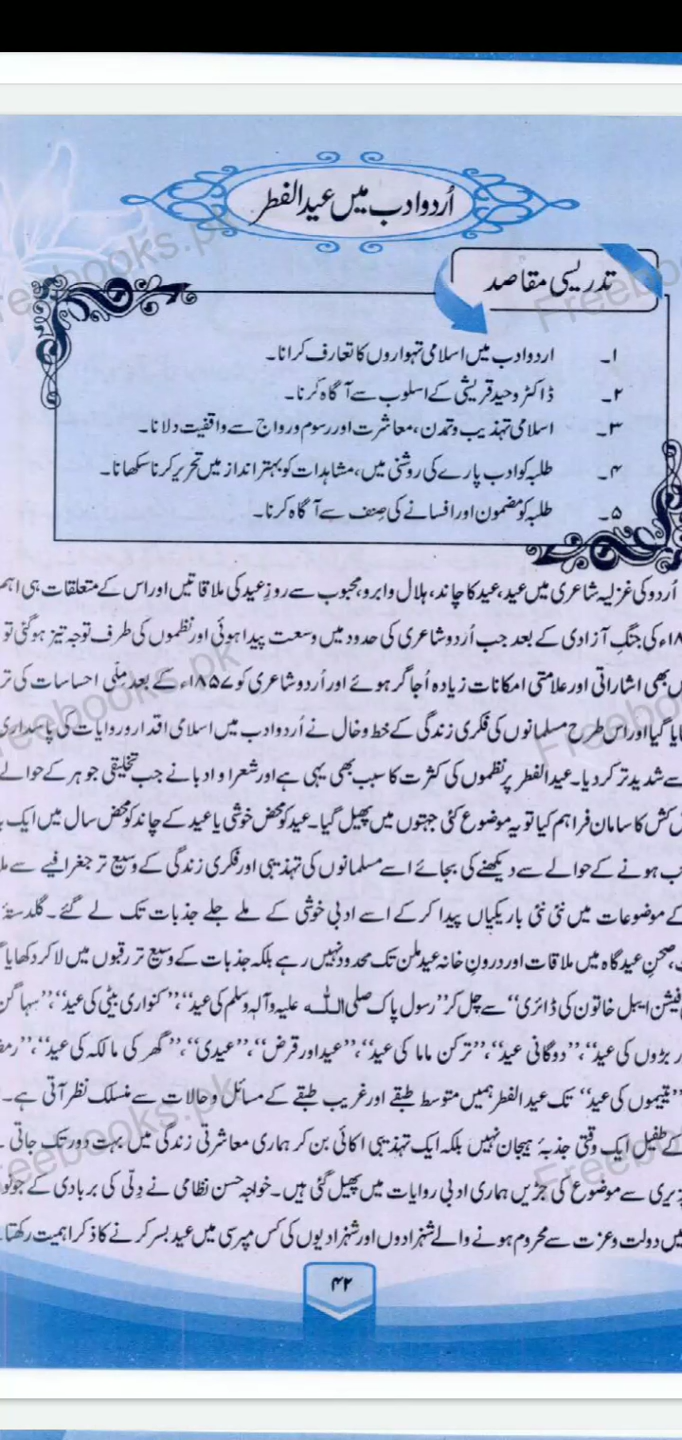 اُردو ادب میں عیدالفطر
تدریسی مقاصد
۱۔ اردو ادب میں اسلامی تہواروں کا تعارف کرانا۔
۲۔ ڈاکٹر وحید قریشی کے اسلوب سے آگاہ کرنا۔
۳۔ اسلامی تہذیب و تمدن، معاشرت اور رسوم و رواج سے واقفیت دلانا۔
۴۔ طلبہ کو ادب پارے کی روشنی میں، مشاہدات کو بہتر انداز میں تحریر کرنا سکھانا۔
۵۔ طلبہ کو مضمون اور افسانے کی صنف سے آگاہ کرنا۔
اُردو کی غزلیہ شاعری میں عید، عید کا چاند، ہلال و ابرو، محبوب سے روزِ عید کی ملاقاتیں اور اس کے متعلقات ہی اہم
ء کی جنگِ آزادی کے بعد جب اُردو شاعری کی حدود میں وسعت پیدا ہوئی اور نظموں کی طرف توجہ تیز ہوگئی تو
بھی اشاراتی اور علامتی امکانات زیادہ اُجاگر ہوئے اور اُردو شاعری کو ۱۸۵۷ء کے بعد ملّی احساسات کی
گیا اور اس طرح مسلمانوں کی فکری زندگی کے خط و خال نے اُردو ادب میں اسلامی اقدار و روایات کی پاسداری
سے شدید تر کر دیا۔ عیدالفطر پر نظموں کی کثرت کا سبب بھی یہی ہے اور شعرا و ادبا نے جب تخلیقی جوہر کے حوالے
کش کا سامان فراہم کیا تو یہ موضوع کئی جہتوں میں پھیل گیا۔ عید کو محض خوشی یا عید کے چاند کو محض سال میں ایک
ہونے کے حوالے سے دیکھنے کی بجائے اسے مسلمانوں کی تہذیبی اور فکری زندگی کے وسیع تر جغرافیے سے
کے موضوعات میں نئی نئی باریکیاں پیدا کر کے اسے ادبی خوشی کے ملے جلے جذبات تک لے گئے۔ گلدستۂ
صحنِ عیدگاہ میں ملاقات اور درونِ خانہ عید ملن تک محدود نہیں رہے بلکہ جذبات کے وسیع تر رقبوں میں لا کر دکھایا
فیشن ایبل خاتون کی ڈائری‘‘ سے چل کر ’’رسول پاک صلی اللہ علیہ وآلہ وسلم کی عید‘‘، ’’کنواری بیٹی کی عید‘‘، ’’سہاگن
بڑوں کی عید‘‘، ’’دوگانی عید‘‘، ’’ترکن ماما کی عید‘‘، ’’عید اور قرض‘‘، ’’عیدی‘‘، ’’گھر کی مالکہ کی عید‘‘،
’’یتیموں کی عید‘‘ تک عیدالفطر ہمیں متوسط طبقے اور غریب طبقے کے مسائل و حالات سے منسلک نظر آتی ہے۔
کے طفیل ایک وقتی جذبۂ ہیجان نہیں بلکہ ایک تہذیبی اکائی بن کر ہماری معاشرتی زندگی میں بہت دور تک جاتی
سے موضوع کی جڑیں ہماری ادبی روایات میں پھیل گئی ہیں۔ خواجہ حسن نظامی نے دِتی کی بربادی کے جو
میں دولت و عزت سے محروم ہونے والے شہزادوں اور شہزادیوں کی کس مپرسی میں عید بسر کرنے کا ذکر اہمیت رکھتا
۴۲